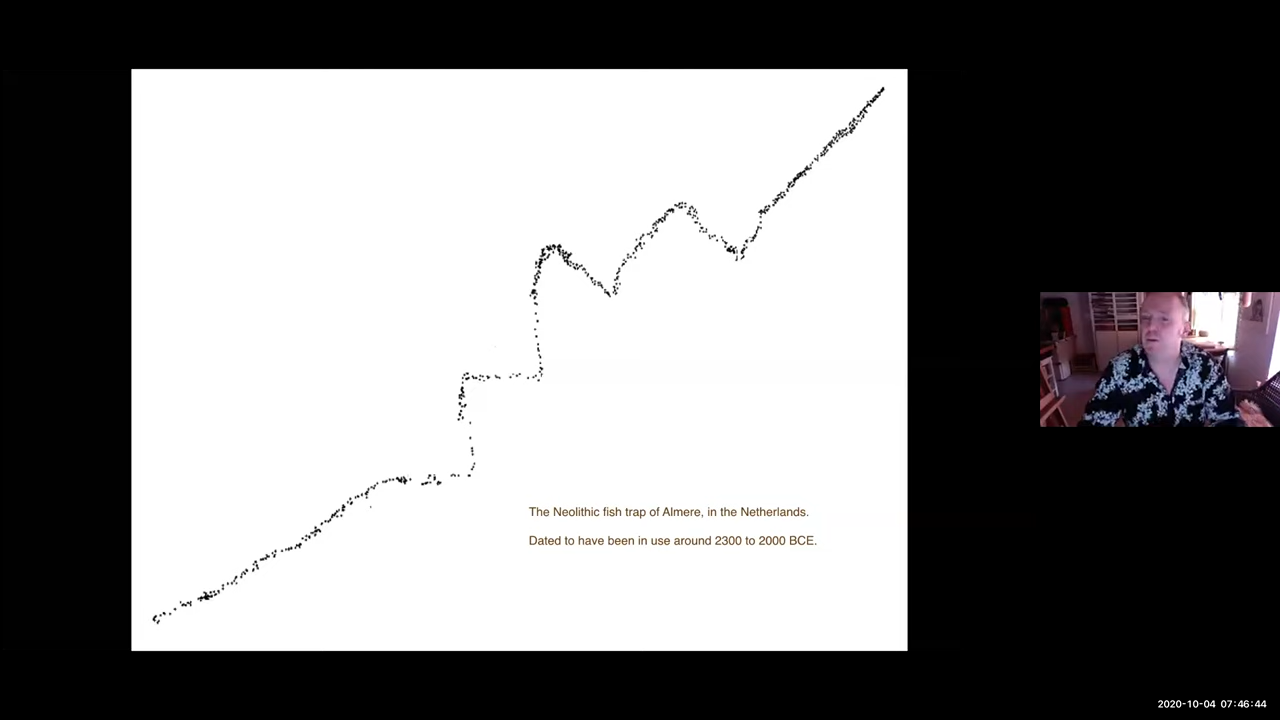 The Neolithic fish trap of Almere, in the Netherlands.
Dated to have been in use around 2300 to 2000 BCE.
2020-10-04 07:46:44